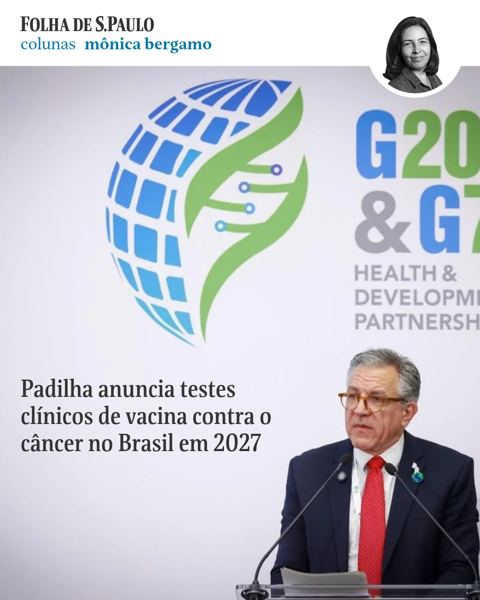 FOLHA DE S.PAULO
colunas mônica bergamo
G20
& G7
HEALTH &
DEVELOPME
PARTNERSH
Padilha anuncia testes
clínicos de vacina contra o
câncer no Brasil em 2027